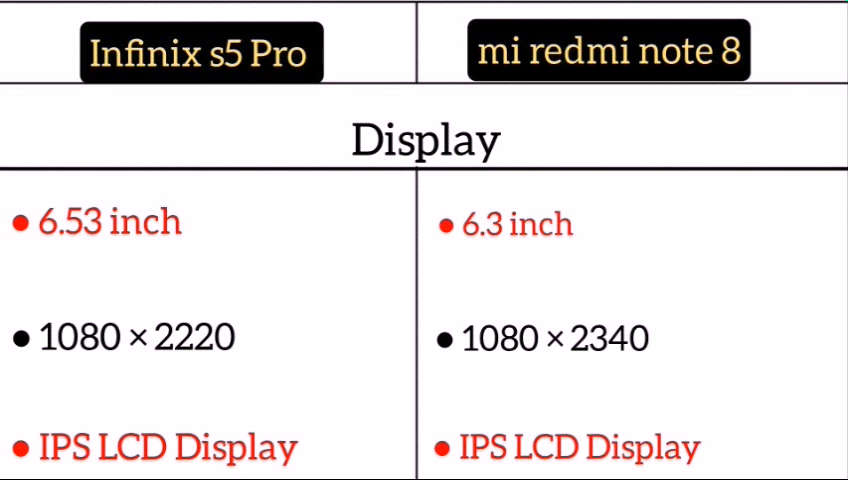 Infinix s5 Pro
mi redmi note 8
Display
• 6.53 inch
• 6.3 inch
• 1080 × 2220
• 1080 × 2340
• IPS LCD Display
• IPS LCD Display